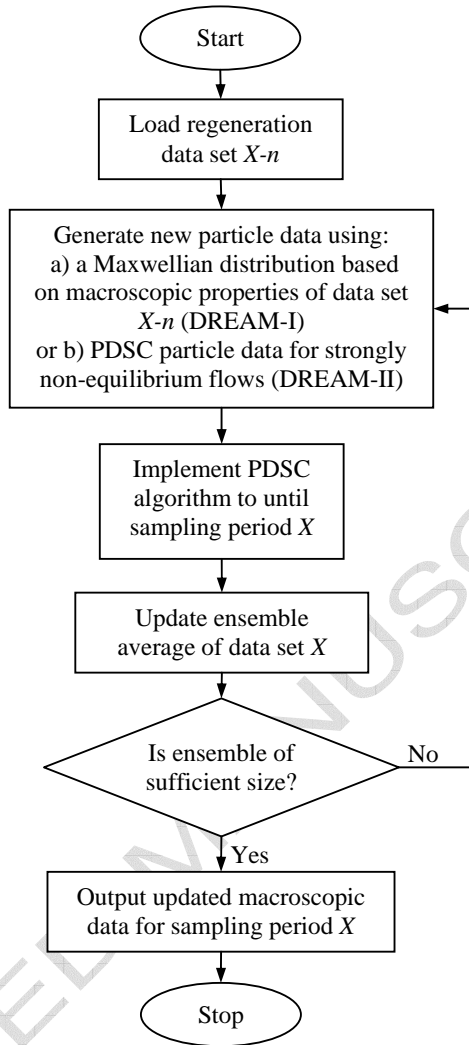 Start
Load regeneration
data set X-n
Generate new particle data using:
a) a Maxwellian distribution based
on macroscopic properties of data set
X-n (DREAM-I)
or b) PDSC particle data for strongly
non-equilibrium flows (DREAM-II)
Implement PDSC
algorithm to until
sampling period X
Update ensemble
average of data set X
Is ensemble of
sufficient size?
No
Yes
Output updated macroscopic
data for sampling period X
Stop